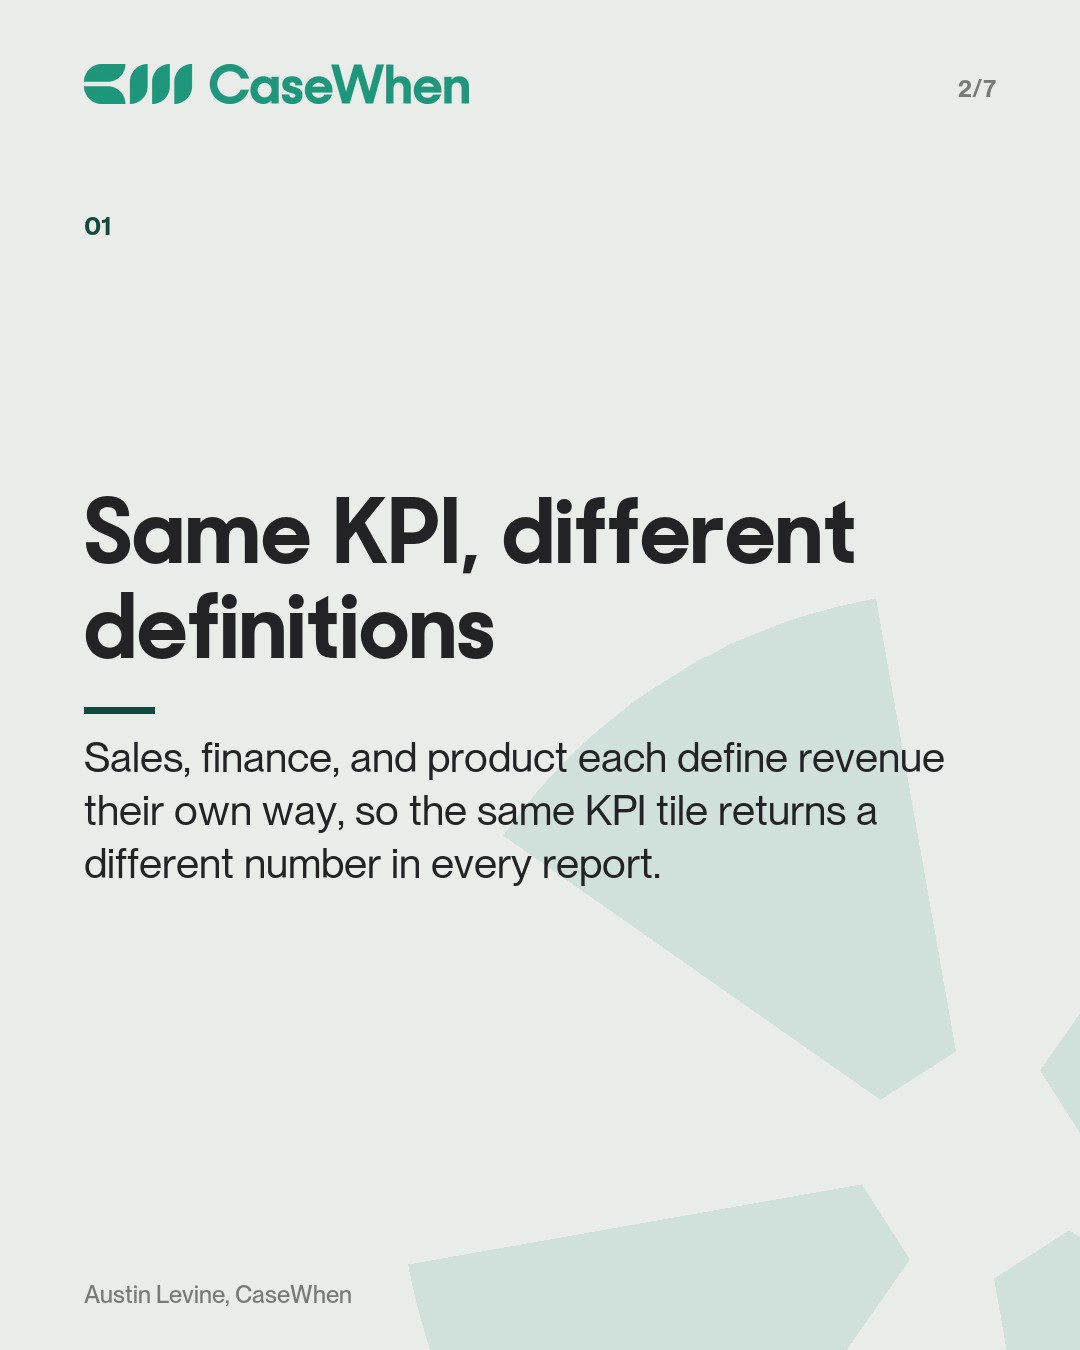 CaseWhen
2/7
01
Same KPI, different
definitions
Sales, finance, and product each define revenue
their own way, so the same KPI tile returns a
different number in every report.
Austin Levine, CaseWhen